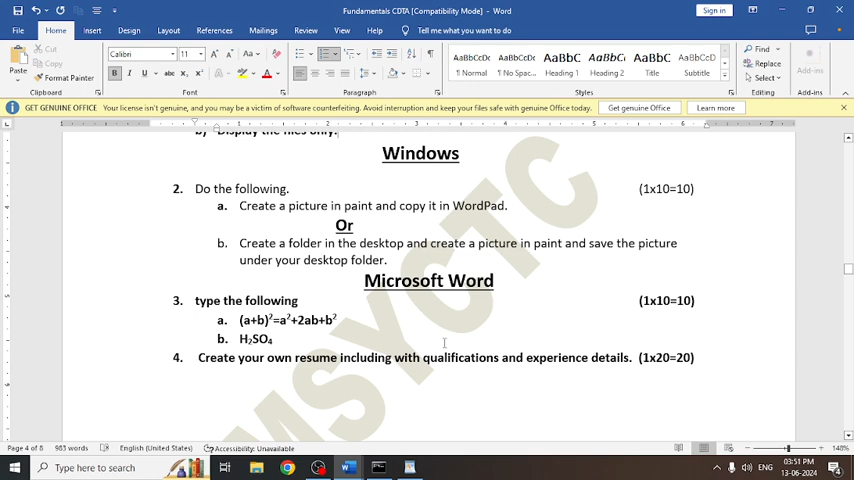 Fundamentals CDTA [Compatibility Mode] - Word
Sign in
File Home Insert Design Layout References Mailings Review View Help Tell me what you want to do
Cut
Copy
Format Painter
Paste
Clipboard
Calibri 11
Font
Paragraph
AaBbCcDc AaBbCcDc AaBbC AaBbCc AaBbC AaBbCcD
¶ Normal ¶ No Spac... Heading 1 Heading 2 Title Subtitle
Styles
Find
Replace
Select
Editing
Add-ins
Add-ins
GET GENUINE OFFICE Your license isn't genuine, and you may be a victim of software counterfeiting. Avoid interruption and keep your files safe with genuine Office today. Get genuine Office Learn more
b) Display the files only.
Windows
2. Do the following. (1x10=10)
a. Create a picture in paint and copy it in WordPad.
Or
b. Create a folder in the desktop and create a picture in paint and save the picture
under your desktop folder.
Microsoft Word
3. type the following (1x10=10)
a. (a+b)²=a²+2ab+b²
b. H₂SO₄
4. Create your own resume including with qualifications and experience details. (1x20=20)
MSYCTC
Page 4 of 8 983 words English (United States) Accessibility: Unavailable 148%
Type here to search
ENG
03:51 PM
13-06-2024